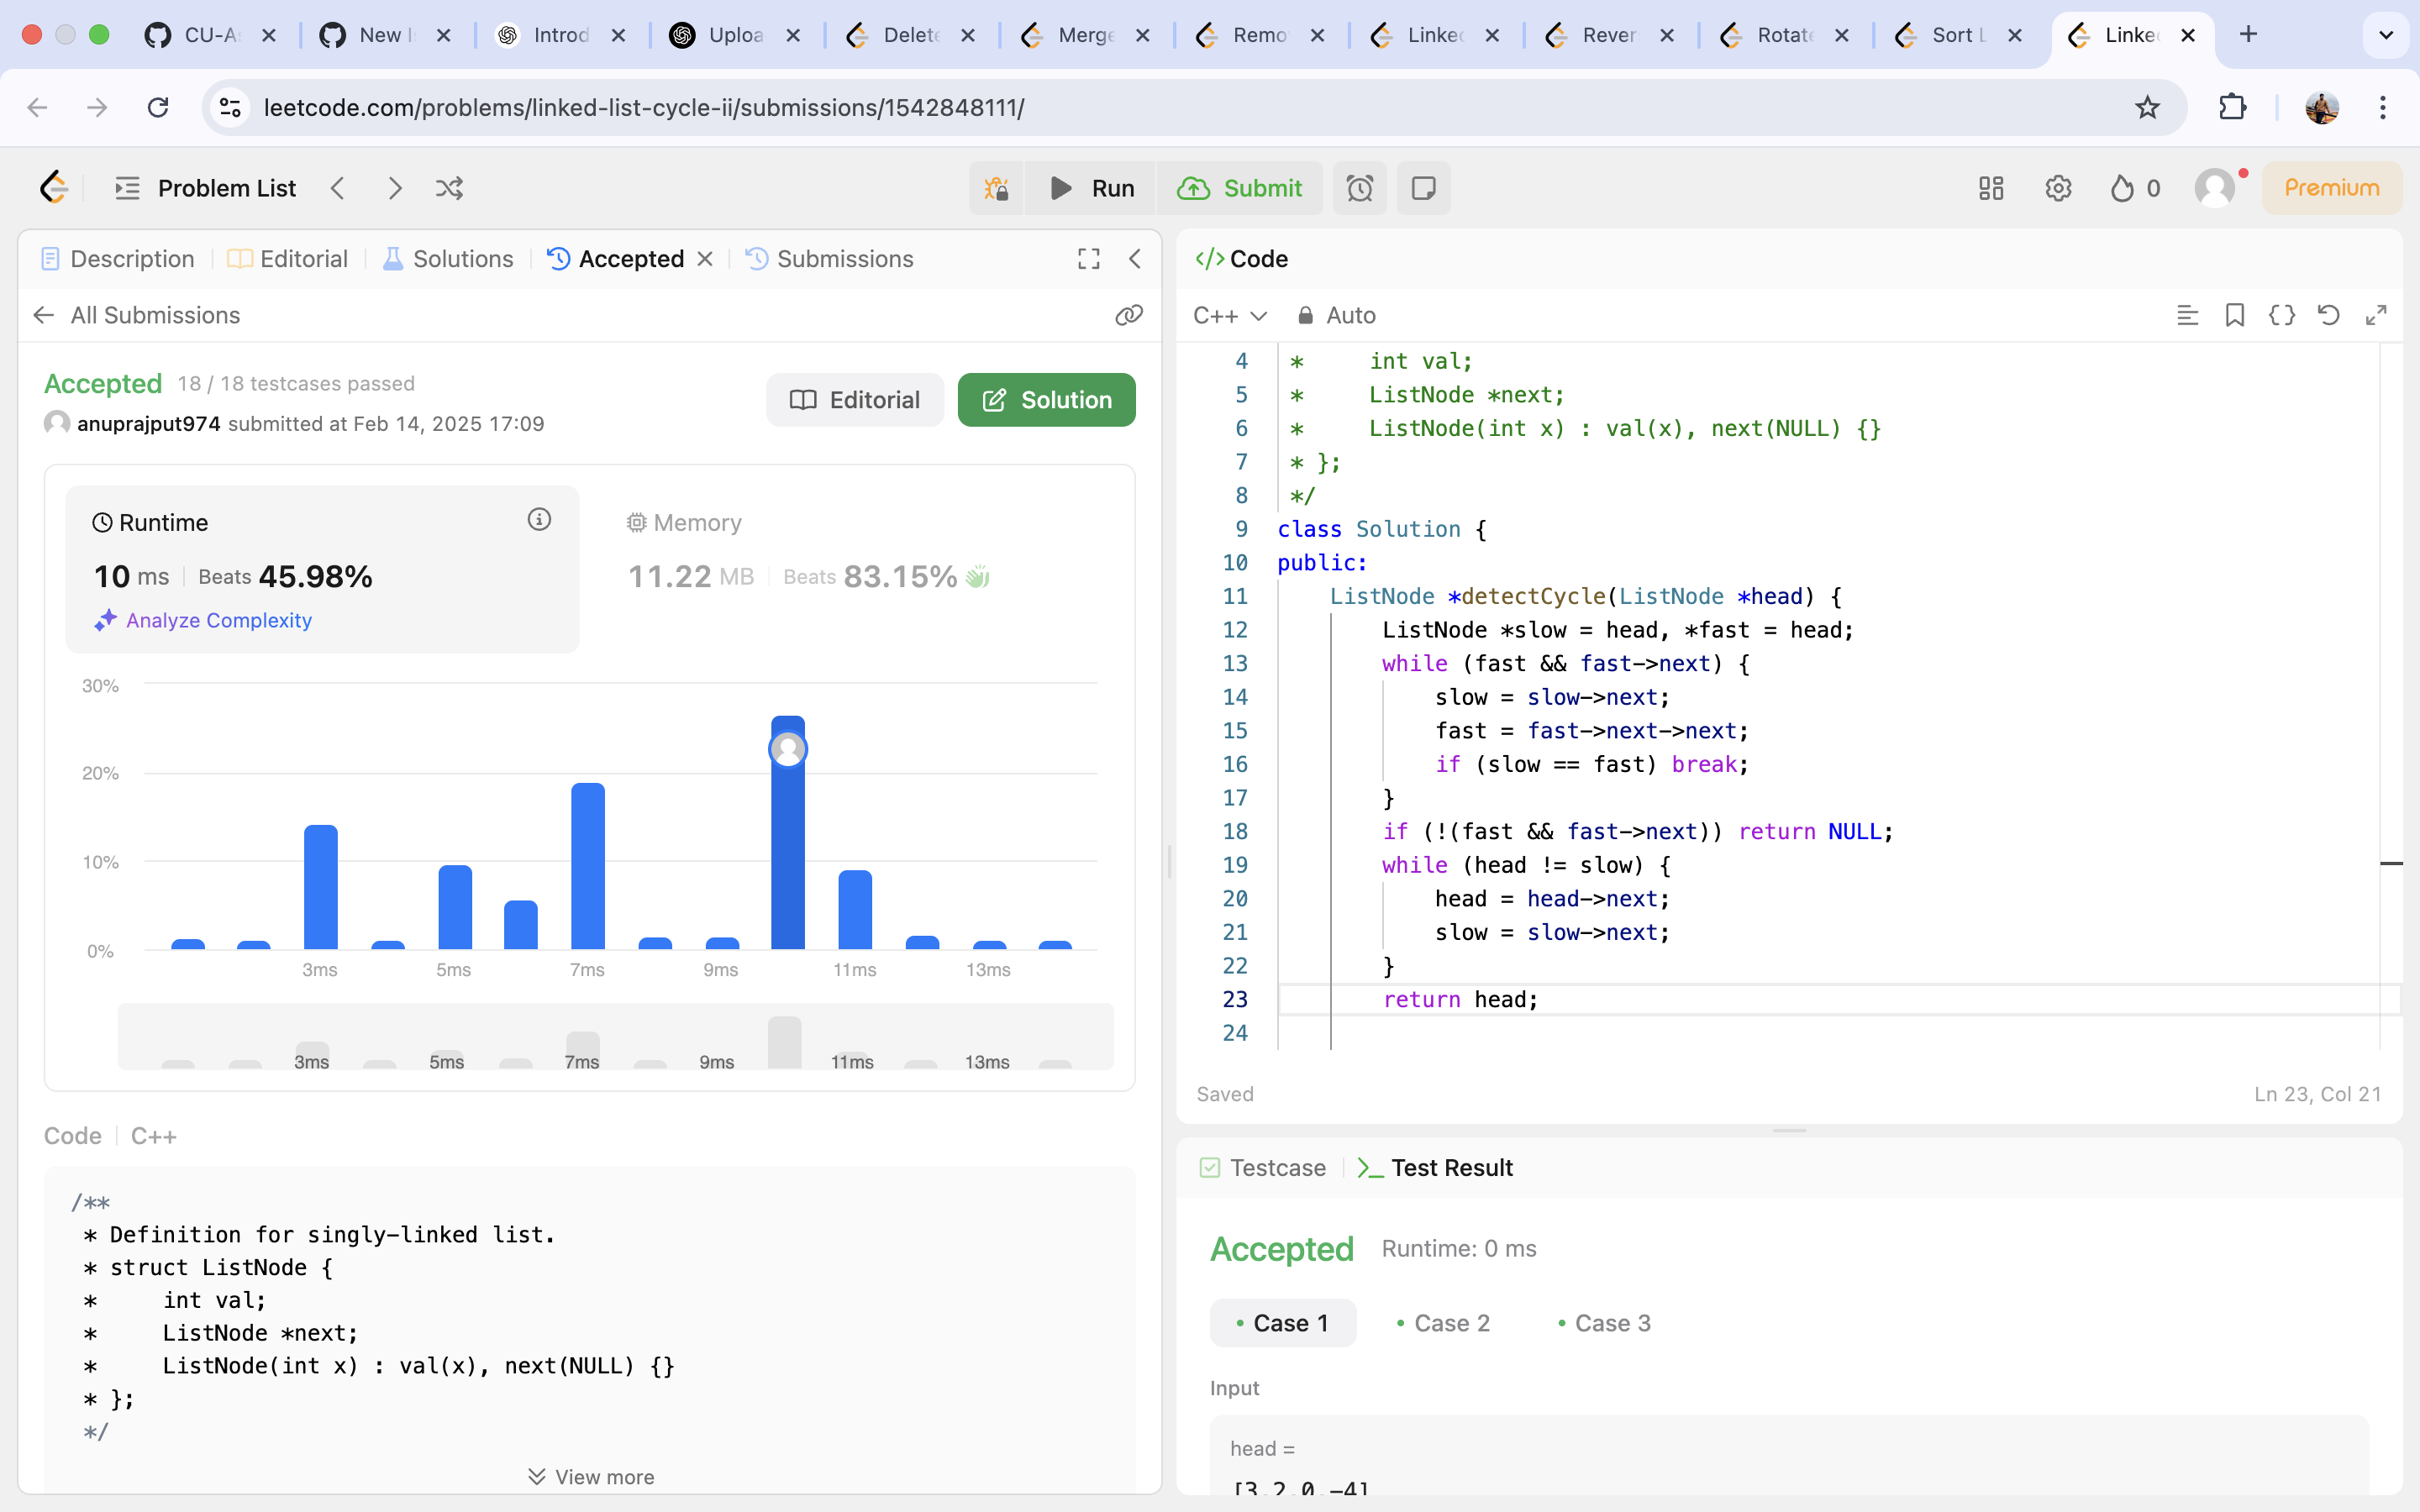 CU-A
New I
Introd
Uploa
Delete
Merge
Remo
Linked
Rever
Rotate
Sort L
Linked
leetcode.com/problems/linked-list-cycle-ii/submissions/1542848111/
Problem List
Run
Submit
0
Premium
Description
Editorial
Solutions
Accepted
Submissions
All Submissions
Accepted 18 / 18 testcases passed
anuprajput974 submitted at Feb 14, 2025 17:09
Editorial
Solution
Runtime
10 ms Beats 45.98%
Analyze Complexity
Memory
11.22 MB Beats 83.15%
30%
20%
10%
0%
3ms 5ms 7ms 9ms 11ms 13ms
3ms 5ms 7ms 9ms 11ms 13ms
Code C++
/**
* Definition for singly-linked list.
* struct ListNode {
* int val;
* ListNode *next;
* ListNode(int x) : val(x), next(NULL) {}
* };
*/
View more
</> Code
C++ Auto
4 * int val;
5 * ListNode *next;
6 * ListNode(int x) : val(x), next(NULL) {}
7 * };
8 */
9 class Solution {
10 public:
11 ListNode *detectCycle(ListNode *head) {
12 ListNode *slow = head, *fast = head;
13 while (fast && fast->next) {
14 slow = slow->next;
15 fast = fast->next->next;
16 if (slow == fast) break;
17 }
18 if (!(fast && fast->next)) return NULL;
19 while (head != slow) {
20 head = head->next;
21 slow = slow->next;
22 }
23 return head;
24
Saved
Ln 23, Col 21
Testcase
Test Result
Accepted Runtime: 0 ms
Case 1 Case 2 Case 3
Input
head =
[3,2,0,-4]